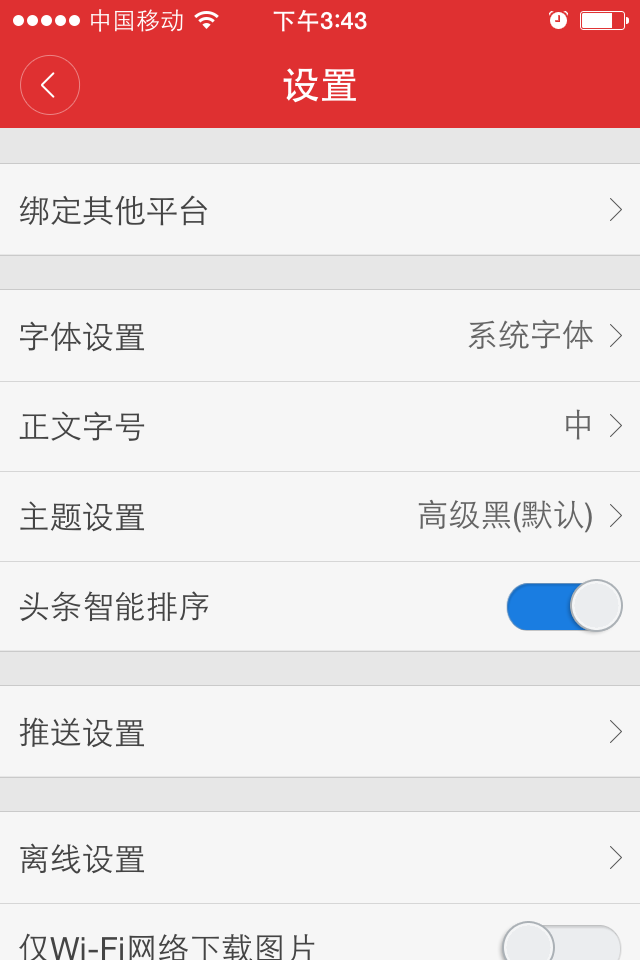 中国移动 下午3:43
设置
绑定其他平台
字体设置 系统字体
正文字号 中
主题设置 高级黑(默认)
头条智能排序
推送设置
离线设置
仅Wi-Fi网络下载图片